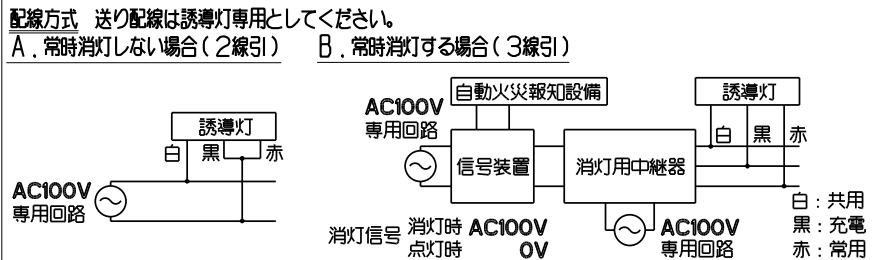 配線方式 送り配線は誘導灯専用としてください。
A．常時消灯しない場合(2線引)
誘導灯
白 黒 赤
AC100V
専用回路
B．常時消灯する場合(3線引)
自動火災報知設備
誘導灯
AC100V
専用回路
白 黒 赤
信号装置
消灯用中継器
消灯信号 消灯時 AC100V
点灯時 0V
AC100V
専用回路
白：共用
黒：充電
赤：常用